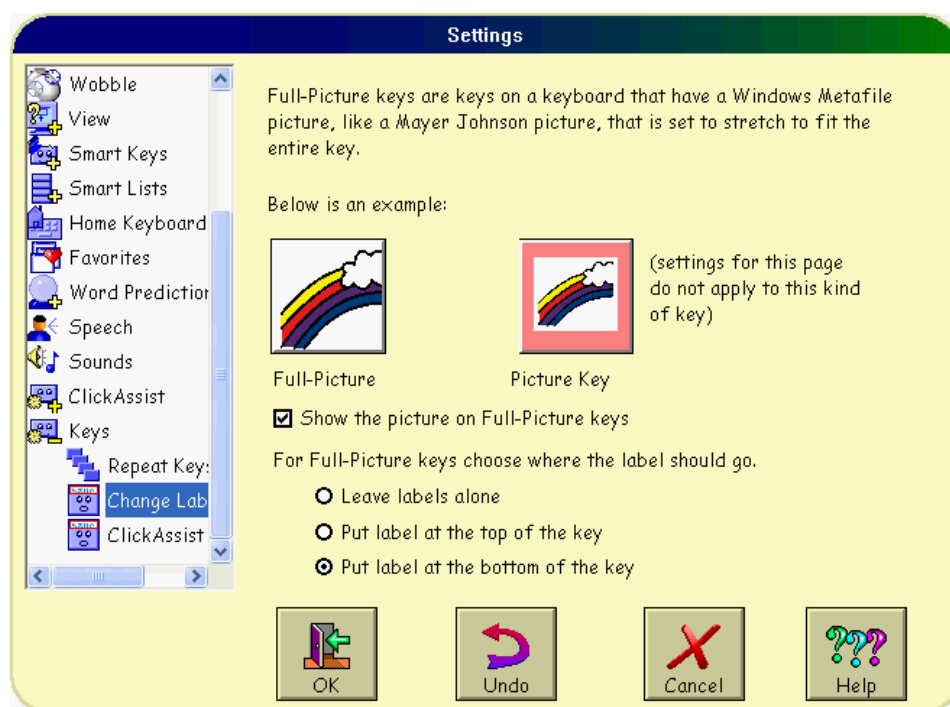 Settings
Wobble
View
Smart Keys
Smart Lists
Home Keyboard
Favorites
Word Prediction
Speech
Sounds
ClickAssist
Keys
Repeat Keys
Change Lab
ClickAssist
Full-Picture keys are keys on a keyboard that have a Windows Metafile
picture, like a Mayer Johnson picture, that is set to stretch to fit the
entire key.
Below is an example:
(settings for this page
do not apply to this kind
of key)
Full-Picture
Picture Key
Show the picture on Full-Picture keys
For Full-Picture keys choose where the label should go.
Leave labels alone
Put label at the top of the key
Put label at the bottom of the key
OK
Undo
Cancel
Help